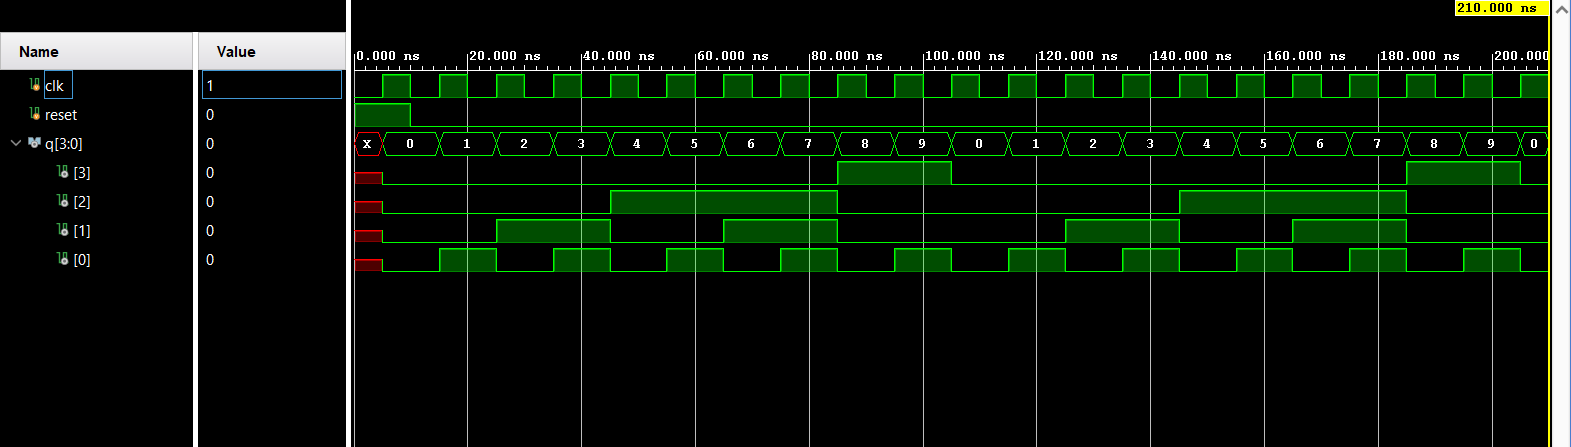 210.000 ns
Name Value
0.000 ns 20.000 ns 40.000 ns 60.000 ns 80.000 ns 100.000 ns 120.000 ns 140.000 ns 160.000 ns 180.000 ns 200.000
clk 1
reset 0
q[3:0] 0 X 0 1 2 3 4 5 6 7 8 9 0 1 2 3 4 5 6 7 8 9 0
[3] 0
[2] 0
[1] 0
[0] 0